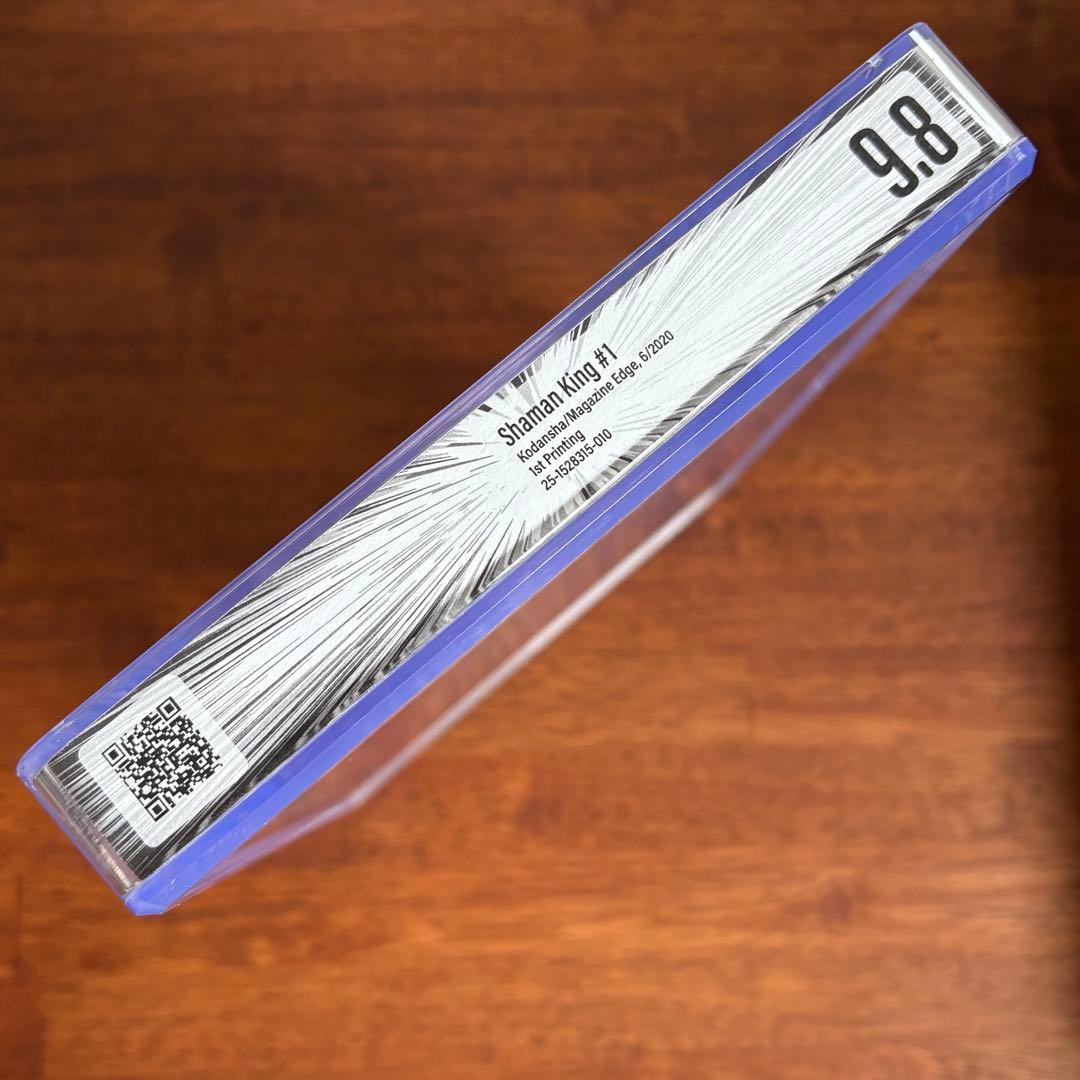 9.8
Shaman King #1
Kodansha/Magazine Edge, 6/2020
1st Printing
25-1528315-010